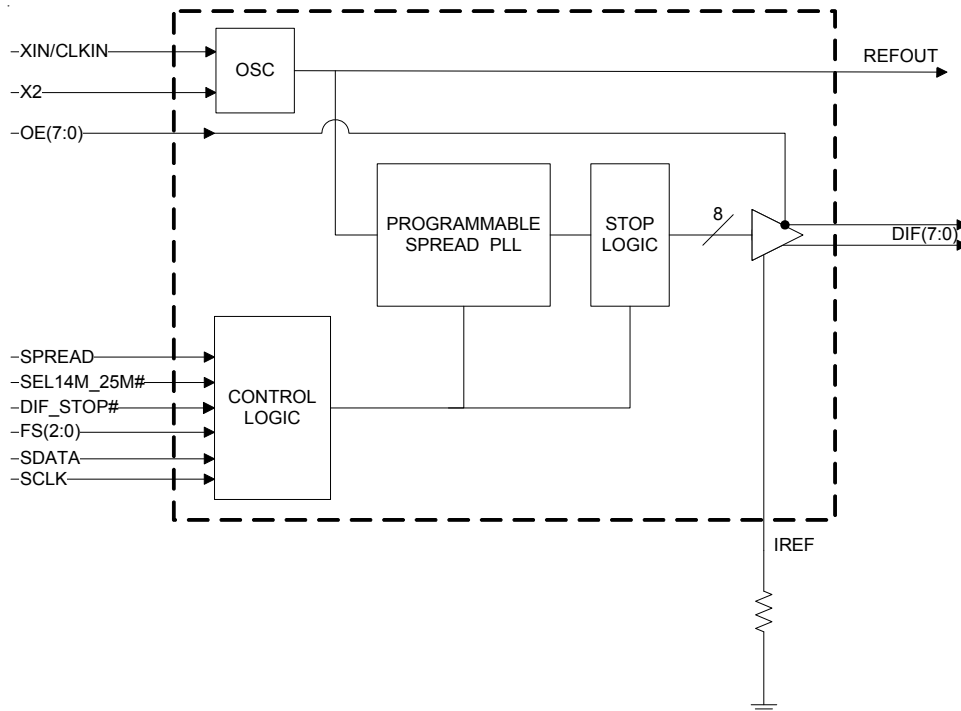 XIN/CLKIN
X2
OE(7:0)
OSC
REFOUT
PROGRAMMABLE
SPREAD PLL
STOP
LOGIC
8
DIF(7:0)
SPREAD
SEL14M_25M#
DIF_STOP#
FS(2:0)
SDATA
SCLK
CONTROL
LOGIC
IREF